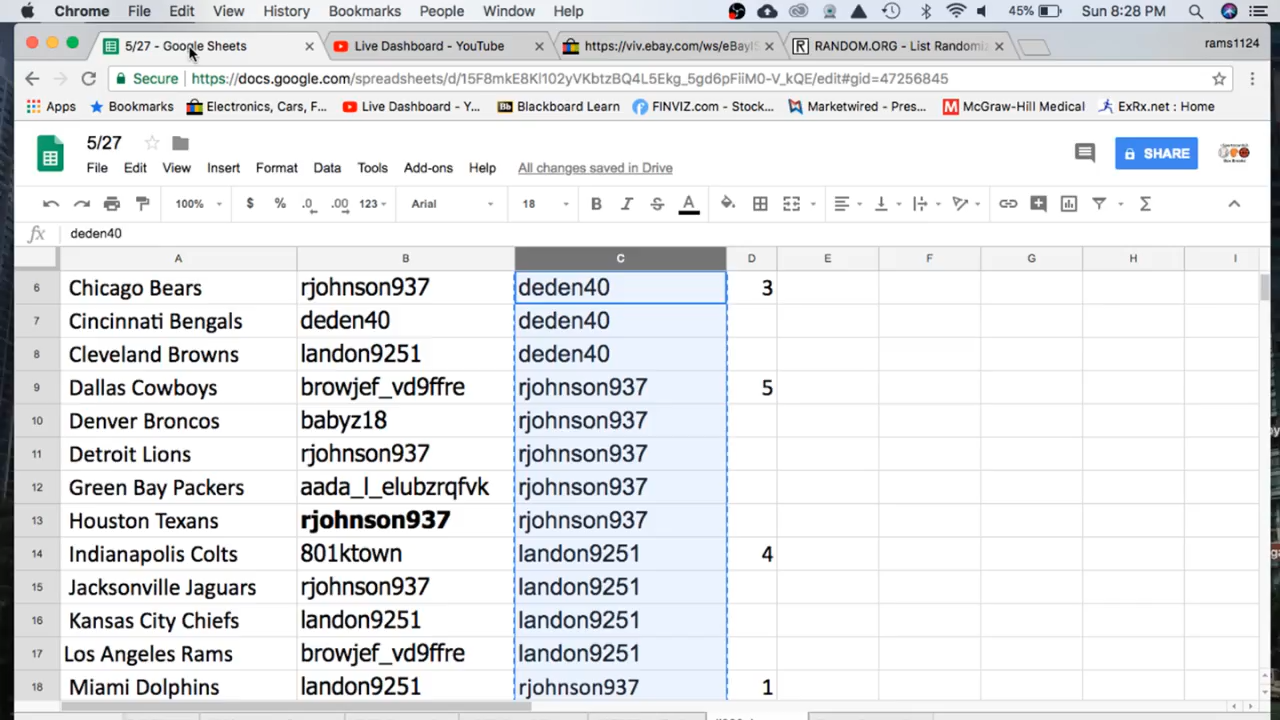 Chrome File Edit View History Bookmarks People Window Help 45% Sun 8:28 PM
5/27 - Google Sheets Live Dashboard - YouTube https://viv.ebay.com/ws/eBayI RANDOM.ORG - List Randomiz rams1124
Secure https://docs.google.com/spreadsheets/d/15F8mkE8Kl102yVKbtzBQ4L5Ekg_5gd6pFiiM0-V_kQE/edit#gid=47256845
Apps Bookmarks Electronics, Cars, F... Live Dashboard - Y... Bb Blackboard Learn FINVIZ.com - Stock... Marketwired - Pres... M McGraw-Hill Medical ExRx.net : Home
5/27
File Edit View Insert Format Data Tools Add-ons Help All changes saved in Drive SHARE
100% $ % .0 .00 123 Arial 18 B I S A Σ
fx deden40
A B C D E F G H I
6 Chicago Bears rjohnson937 deden40 3
7 Cincinnati Bengals deden40 deden40
8 Cleveland Browns landon9251 deden40
9 Dallas Cowboys browjef_vd9ffre rjohnson937 5
10 Denver Broncos babyz18 rjohnson937
11 Detroit Lions rjohnson937 rjohnson937
12 Green Bay Packers aada_l_elubzrqfvk rjohnson937
13 Houston Texans rjohnson937 rjohnson937
14 Indianapolis Colts 801ktown landon9251 4
15 Jacksonville Jaguars rjohnson937 landon9251
16 Kansas City Chiefs landon9251 landon9251
17 Los Angeles Rams browjef_vd9ffre landon9251
18 Miami Dolphins landon9251 rjohnson937 1